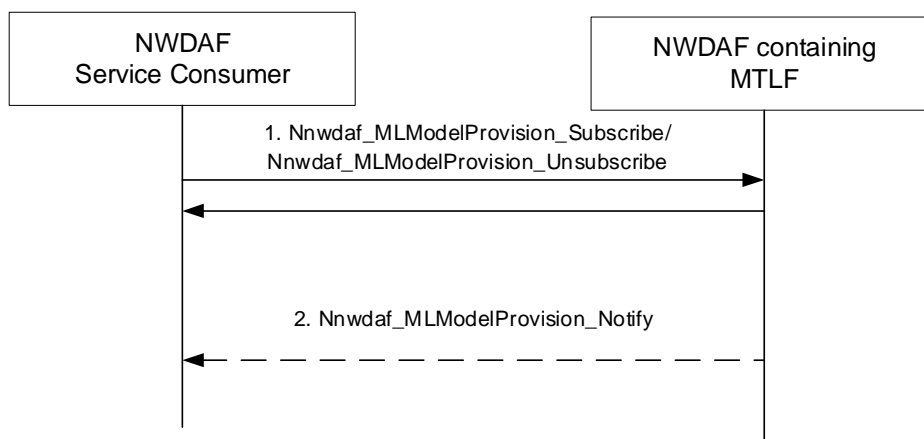 NWDAF
Service Consumer
NWDAF containing
MTLF
1. Nnwdaf_MLModelProvision_Subscribe/
Nnwdaf_MLModelProvision_Unsubscribe
2. Nnwdaf_MLModelProvision_Notify